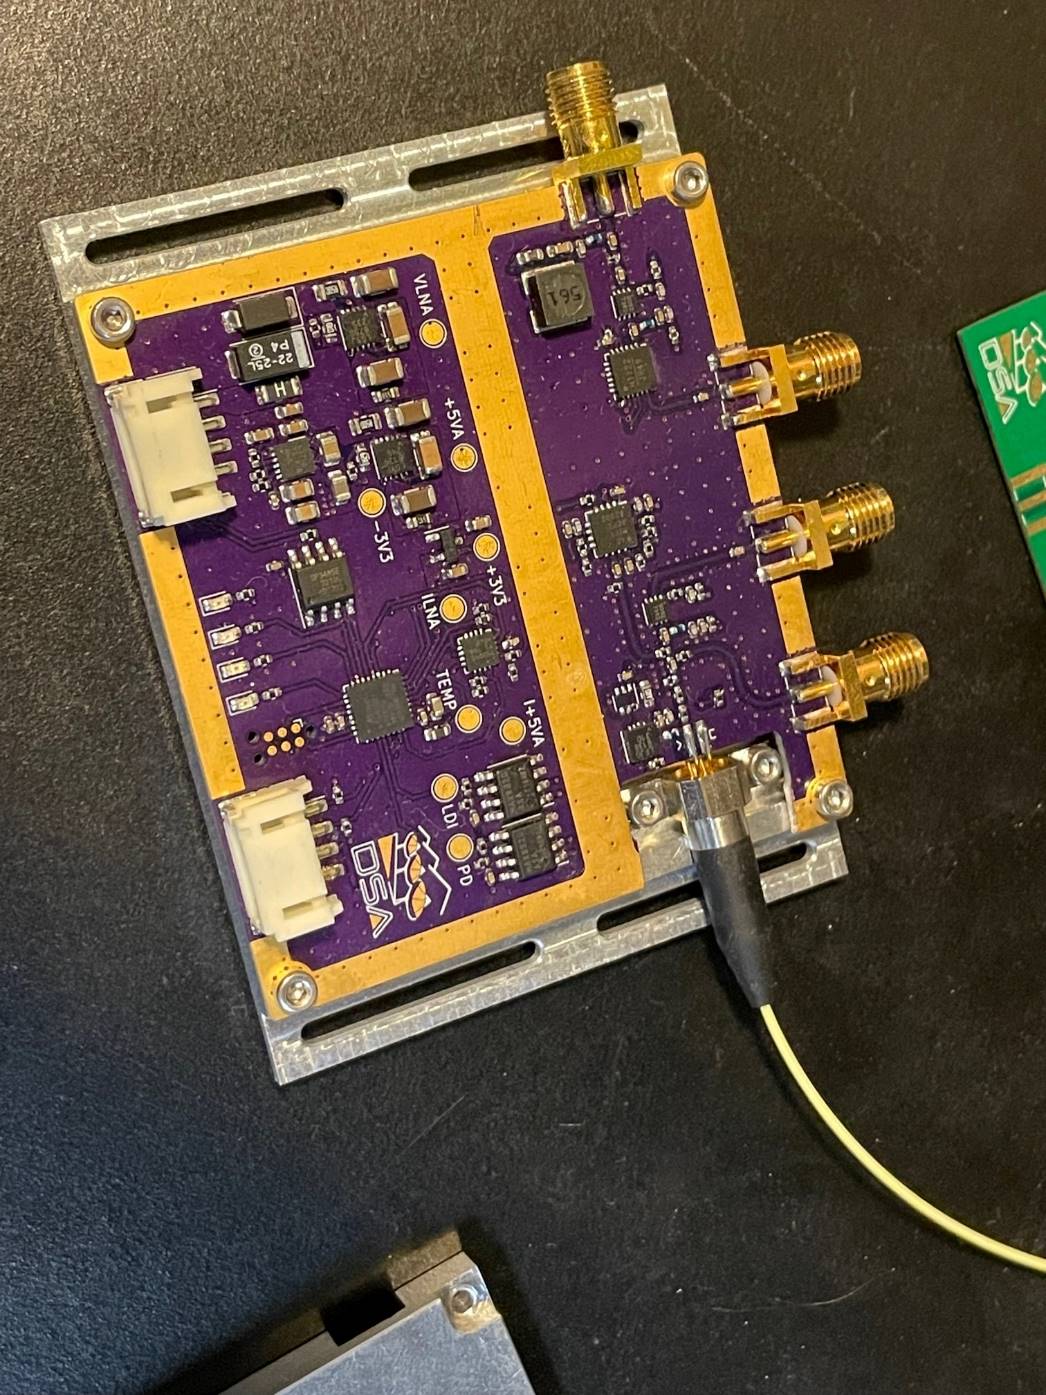 VLNA
561
P4
22-25L
H
+5VA
-3V3
+3V3
ILNA
TEMP
I+5VA
LDI
PD
DSA
DSA